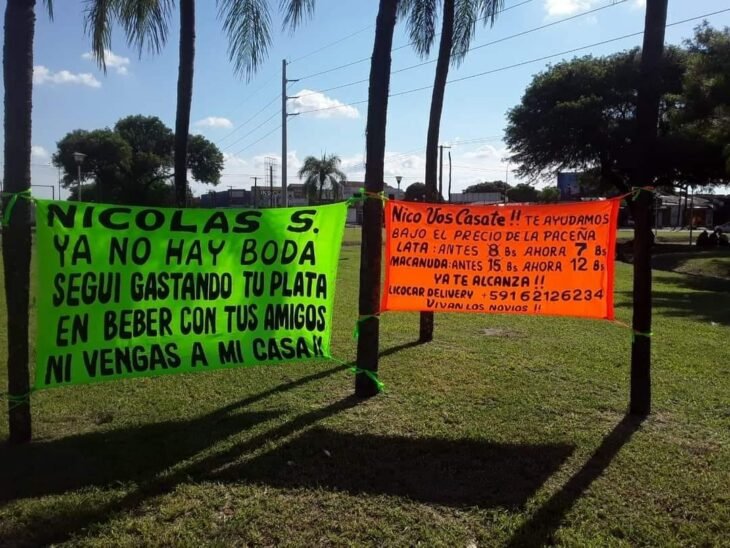 NICOLAS S.
YA NO HAY BODA
SEGUI GASTANDO TU PLATA
EN BEBER CON TUS AMIGOS
NI VENGAS A MI CASA!!
NICO VOS CASATE!! TE AYUDAMOS
BAJO EL PRECIO DE LA PACEÑA
LATA: ANTES 8 BS AHORA 7 BS
MACANUDA: ANTES 15 BS AHORA 12 BS
YA TE ALCANZA!!
LICOCAR DELIVERY +591 62126234
VIVAN LOS NOVIOS!!